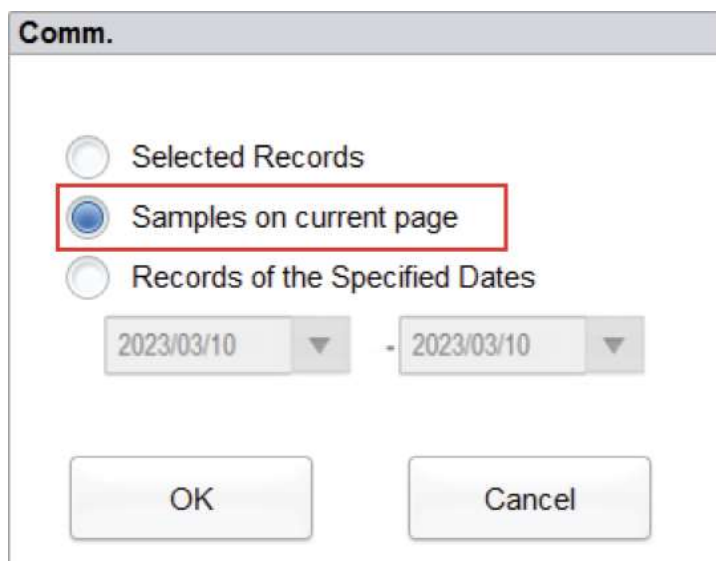 Comm.
Selected Records
Samples on current page
Records of the Specified Dates
2023/03/10 - 2023/03/10
OK Cancel